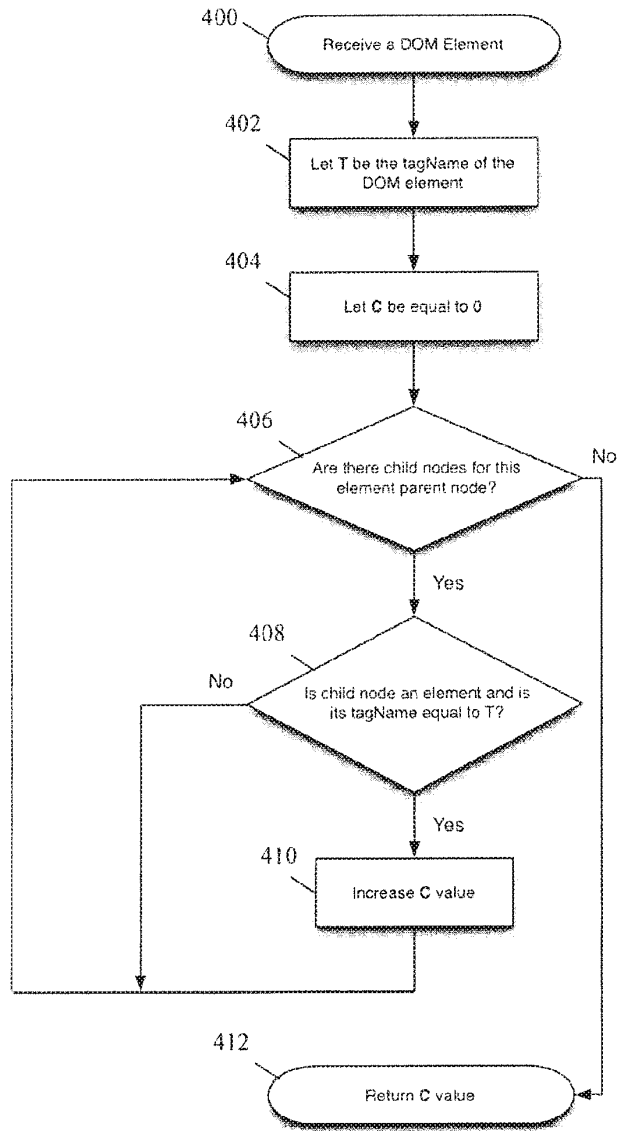 400
Receive a DOM Element
402
Let T be the tagName of the
DOM element
404
Let C be equal to 0
406
Are there child nodes for this
element parent node?
No
Yes
408
No
Is child node an element and is
its tagName equal to T?
Yes
410
Increase C value
412
Return C value